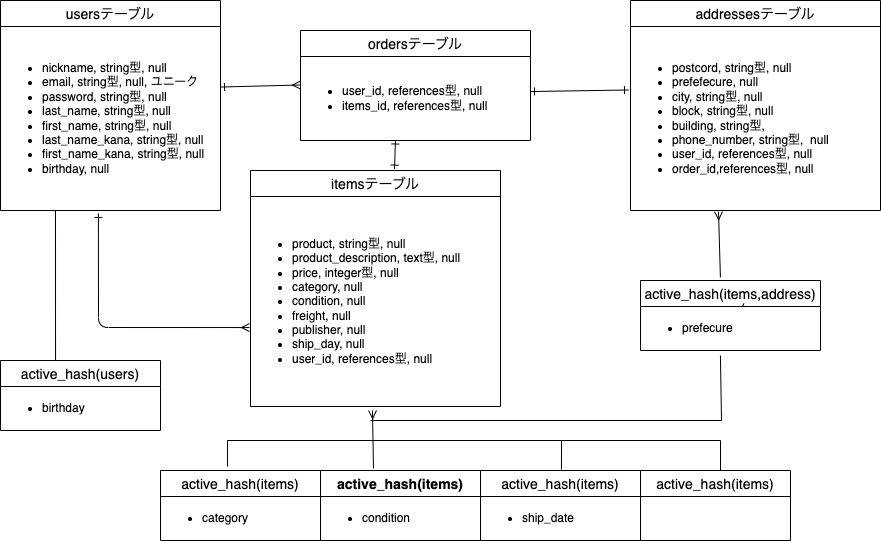 usersテーブル
nickname, string型, null
email, string型, null, ユニーク
password, string型, null
last_name, string型, null
first_name, string型, null
last_name_kana, string型, null
first_name_kana, string型, null
birthday, null
ordersテーブル
user_id, references型, null
items_id, references型, null
addressesテーブル
postcord, string型, null
prefefecure, null
city, string型, null
block, string型, null
building, string型,
phone_number, string型, null
user_id, references型, null
order_id,references型, null
itemsテーブル
product, string型, null
product_description, text型, null
price, integer型, null
category, null
condition, null
freight, null
publisher, null
ship_day, null
user_id, references型, null
active_hash(items,address)
prefecure
active_hash(users)
birthday
active_hash(items)
category
active_hash(items)
condition
active_hash(items)
ship_date
active_hash(items)